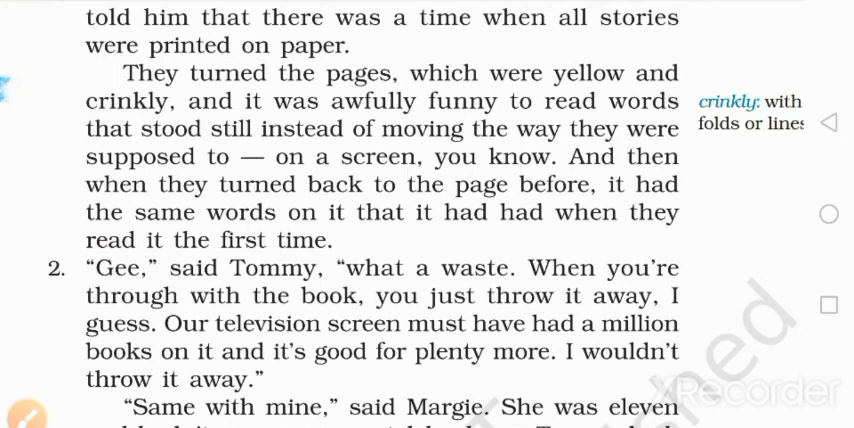 told him that there was a time when all stories
were printed on paper.
They turned the pages, which were yellow and
crinkly, and it was awfully funny to read words
that stood still instead of moving the way they were
supposed to — on a screen, you know. And then
when they turned back to the page before, it had
the same words on it that it had had when they
read it the first time.
crinkly: with
folds or lines
2. “Gee,” said Tommy, “what a waste. When you’re
through with the book, you just throw it away, I
guess. Our television screen must have had a million
books on it and it’s good for plenty more. I wouldn’t
throw it away.”
“Same with mine,” said Margie. She was eleven
XRecorder